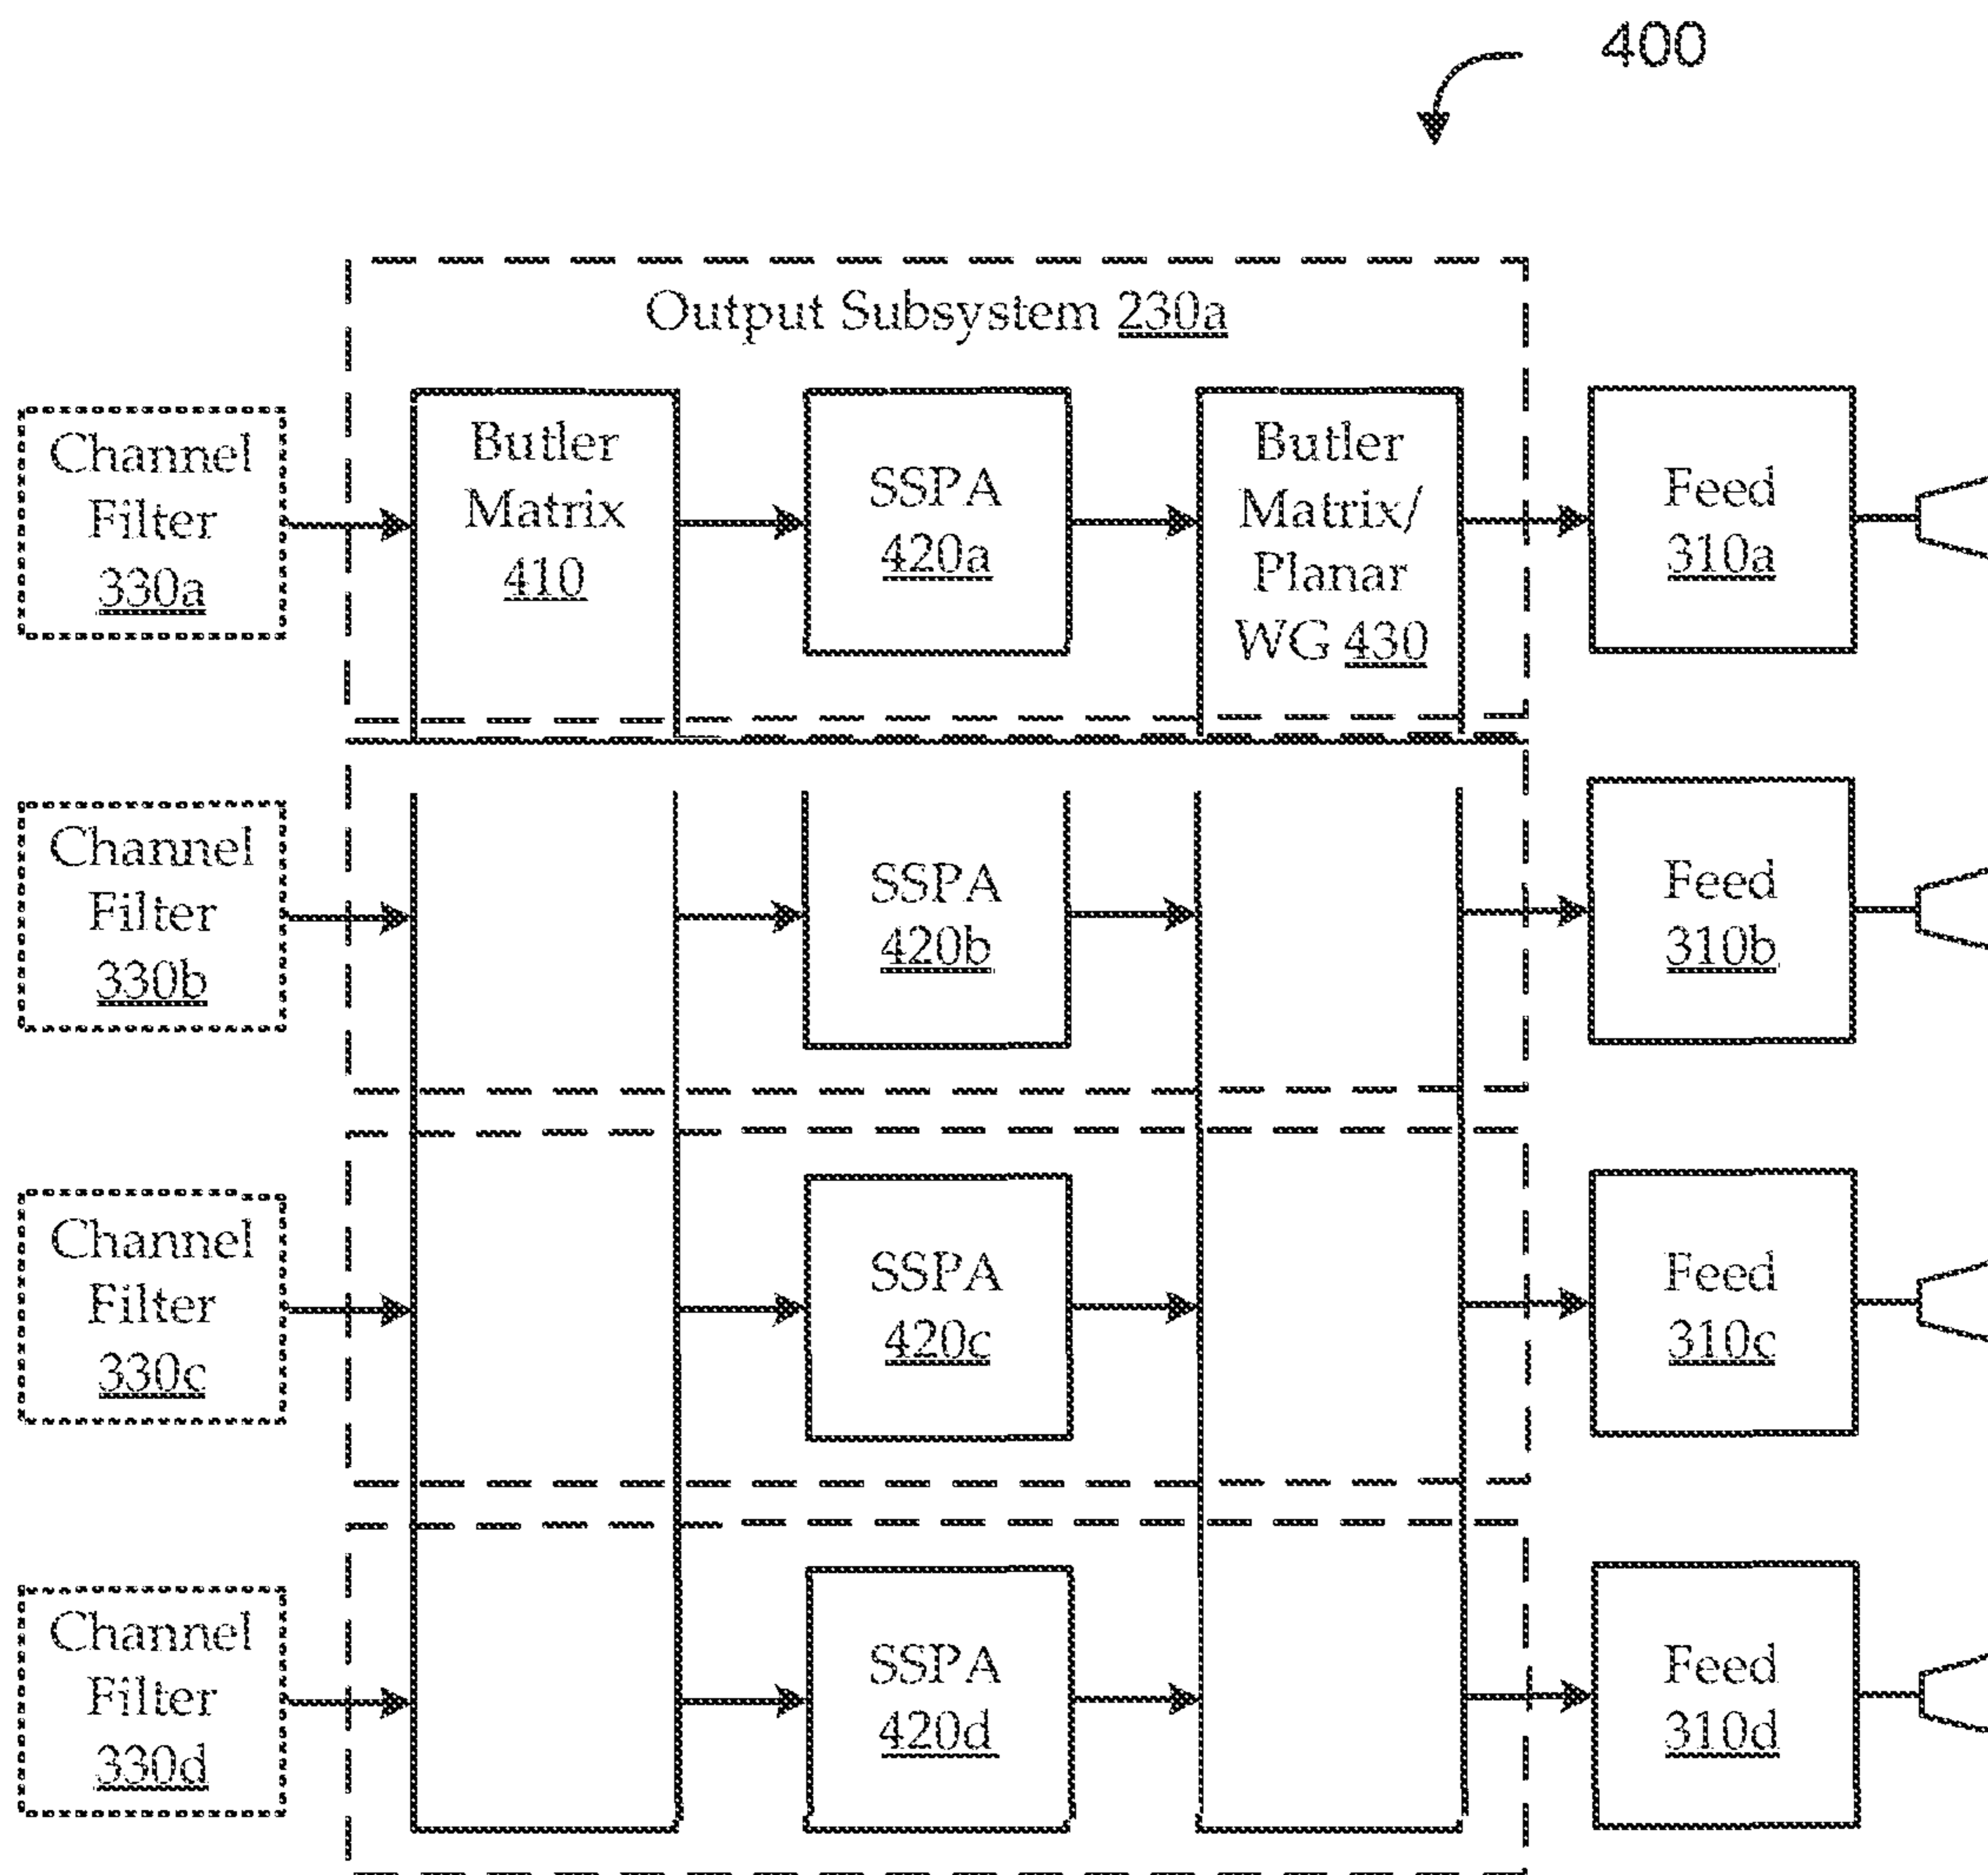 400
Output Subsystem 230a
Channel
Filter
330a
Butler
Matrix
410
SSPA
420a
Butler
Matrix/
Planar
WG 430
Feed
310a
Channel
Filter
330b
SSPA
420b
Feed
310b
Channel
Filter
330c
SSPA
420c
Feed
310c
Channel
Filter
330d
SSPA
420d
Feed
310d